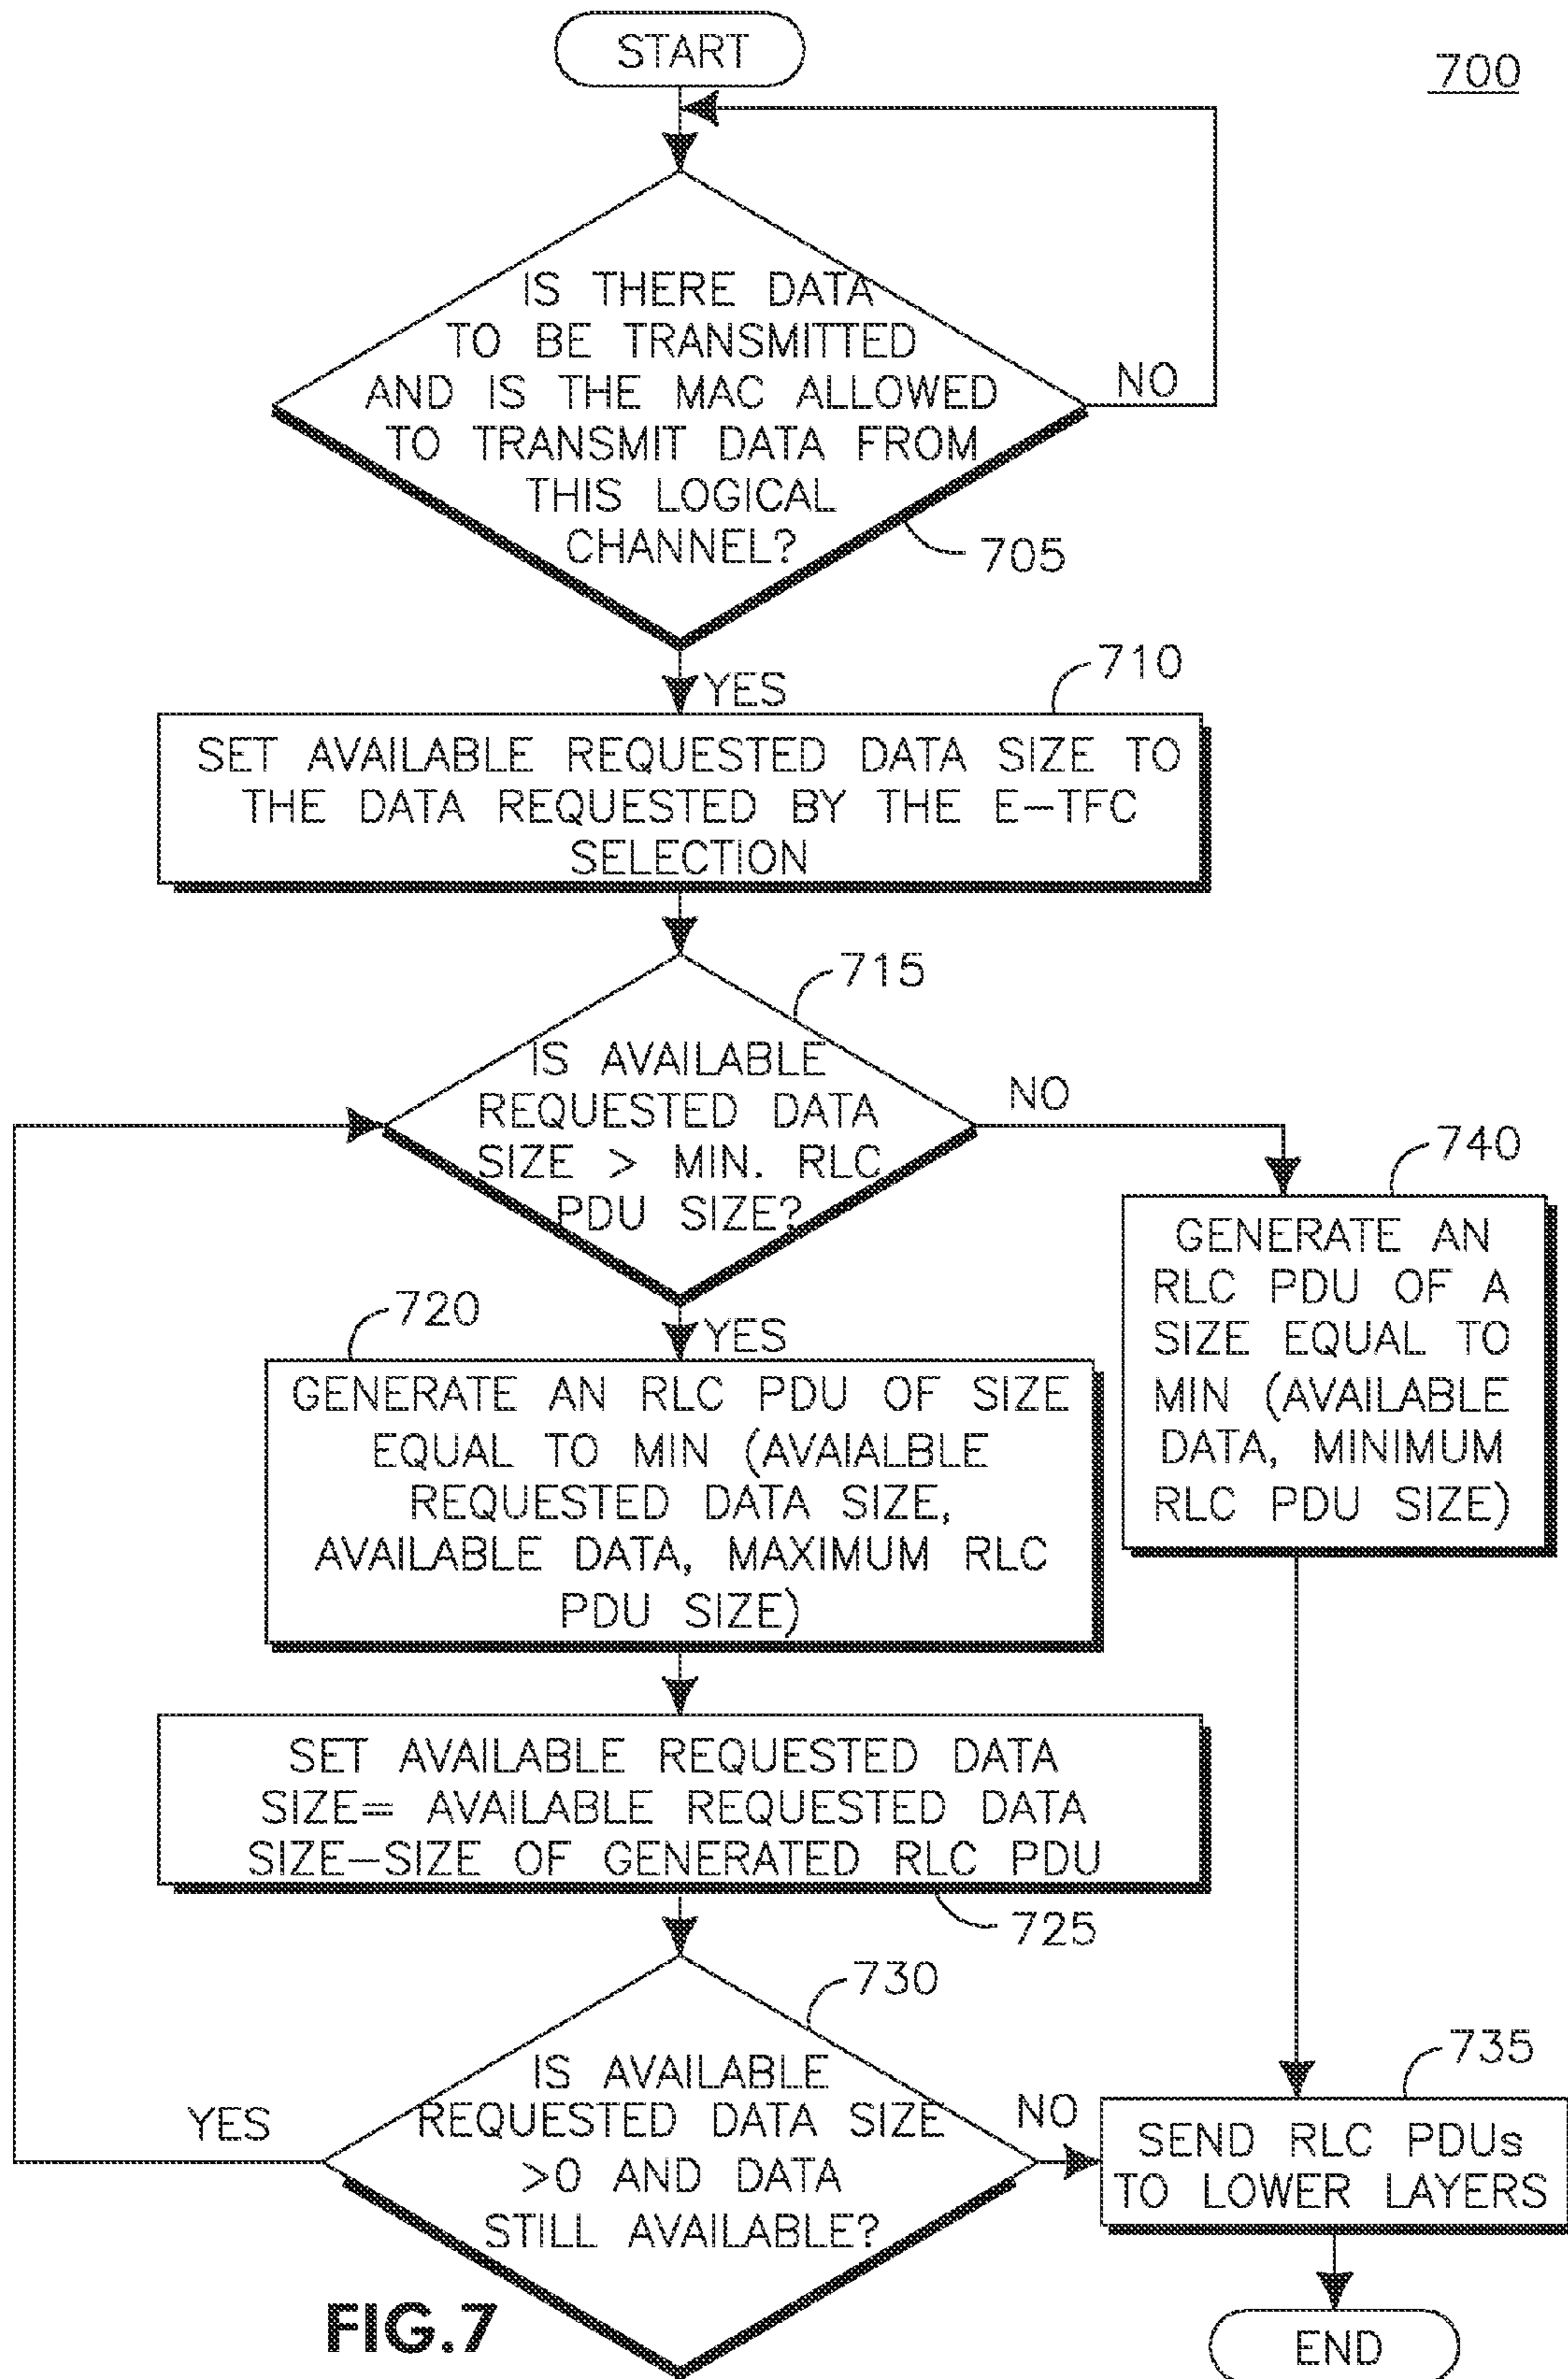 START
700
IS THERE DATA
TO BE TRANSMITTED
AND IS THE MAC ALLOWED
TO TRANSMIT DATA FROM
THIS LOGICAL
CHANNEL?
NO
705
YES
710
SET AVAILABLE REQUESTED DATA SIZE TO
THE DATA REQUESTED BY THE E-TFC
SELECTION
715
IS AVAILABLE
REQUESTED DATA
SIZE > MIN. RLC
PDU SIZE?
NO
740
GENERATE AN
RLC PDU OF A
SIZE EQUAL TO
MIN (AVAILABLE
DATA, MINIMUM
RLC PDU SIZE)
YES
720
GENERATE AN RLC PDU OF SIZE
EQUAL TO MIN (AVAIALBLE
REQUESTED DATA SIZE,
AVAILABLE DATA, MAXIMUM RLC
PDU SIZE)
SET AVAILABLE REQUESTED DATA
SIZE= AVAILABLE REQUESTED DATA
SIZE-SIZE OF GENERATED RLC PDU
725
730
IS AVAILABLE
REQUESTED DATA SIZE
>0 AND DATA
STILL AVAILABLE?
YES
NO
735
SEND RLC PDUs
TO LOWER LAYERS
END
FIG.7